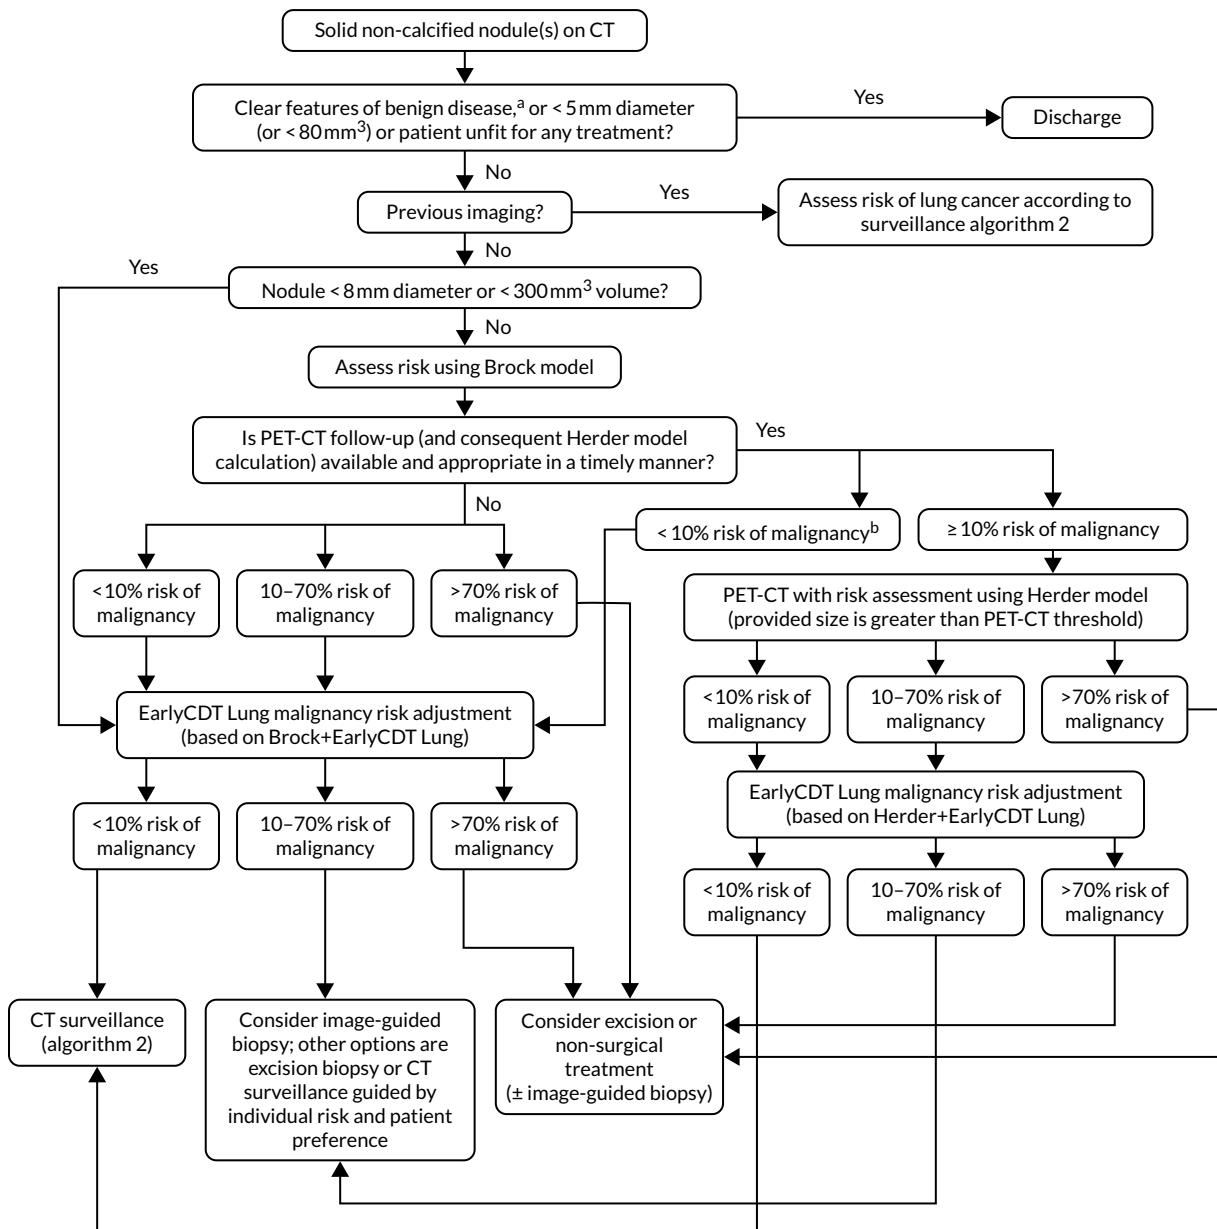 Solid non-calcified nodule(s) on CT
Clear features of benign disease,ᵃ or < 5 mm diameter
(or < 80 mm³) or patient unfit for any treatment?
Yes
Discharge
No
Previous imaging?
Yes
Assess risk of lung cancer according to
surveillance algorithm 2
No
Yes
Nodule < 8 mm diameter or < 300 mm³ volume?
No
Assess risk using Brock model
Is PET-CT follow-up (and consequent Herder model
calculation) available and appropriate in a timely manner?
Yes
No
< 10% risk of malignancyᵇ
≥ 10% risk of malignancy
<10% risk of
malignancy
10–70% risk of
malignancy
>70% risk of
malignancy
PET-CT with risk assessment using Herder model
(provided size is greater than PET-CT threshold)
<10% risk of
malignancy
10–70% risk of
malignancy
>70% risk of
malignancy
EarlyCDT Lung malignancy risk adjustment
(based on Brock+EarlyCDT Lung)
EarlyCDT Lung malignancy risk adjustment
(based on Herder+EarlyCDT Lung)
<10% risk of
malignancy
10–70% risk of
malignancy
>70% risk of
malignancy
<10% risk of
malignancy
10–70% risk of
malignancy
>70% risk of
malignancy
CT surveillance
(algorithm 2)
Consider image-guided
biopsy; other options are
excision biopsy or CT
surveillance guided by
individual risk and patient
preference
Consider excision or
non-surgical
treatment
(± image-guided biopsy)